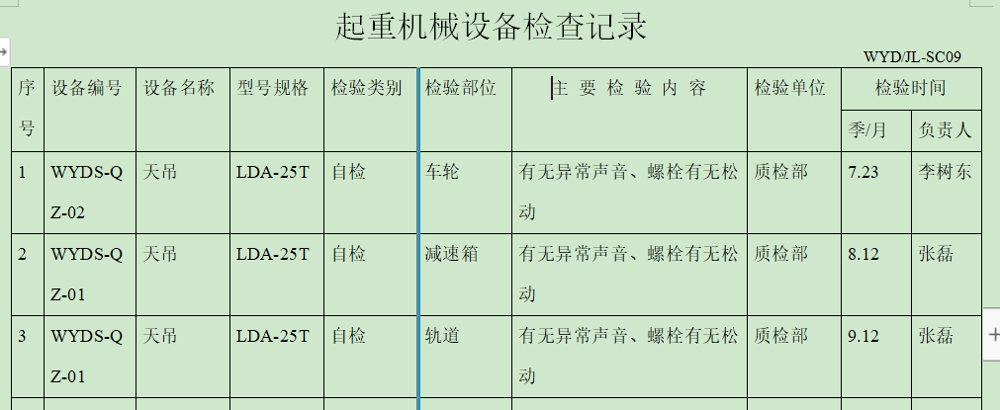 起重机械设备检查记录
WYD/JL-SC09
序号 设备编号 设备名称 型号规格 检验类别 检验部位 主要检验内容 检验单位 检验时间
季/月 负责人
1 WYDS-QZ-02 天吊 LDA-25T 自检 车轮 有无异常声音、螺栓有无松动 质检部 7.23 李树东
2 WYDS-QZ-01 天吊 LDA-25T 自检 减速箱 有无异常声音、螺栓有无松动 质检部 8.12 张磊
3 WYDS-QZ-01 天吊 LDA-25T 自检 轨道 有无异常声音、螺栓有无松动 质检部 9.12 张磊